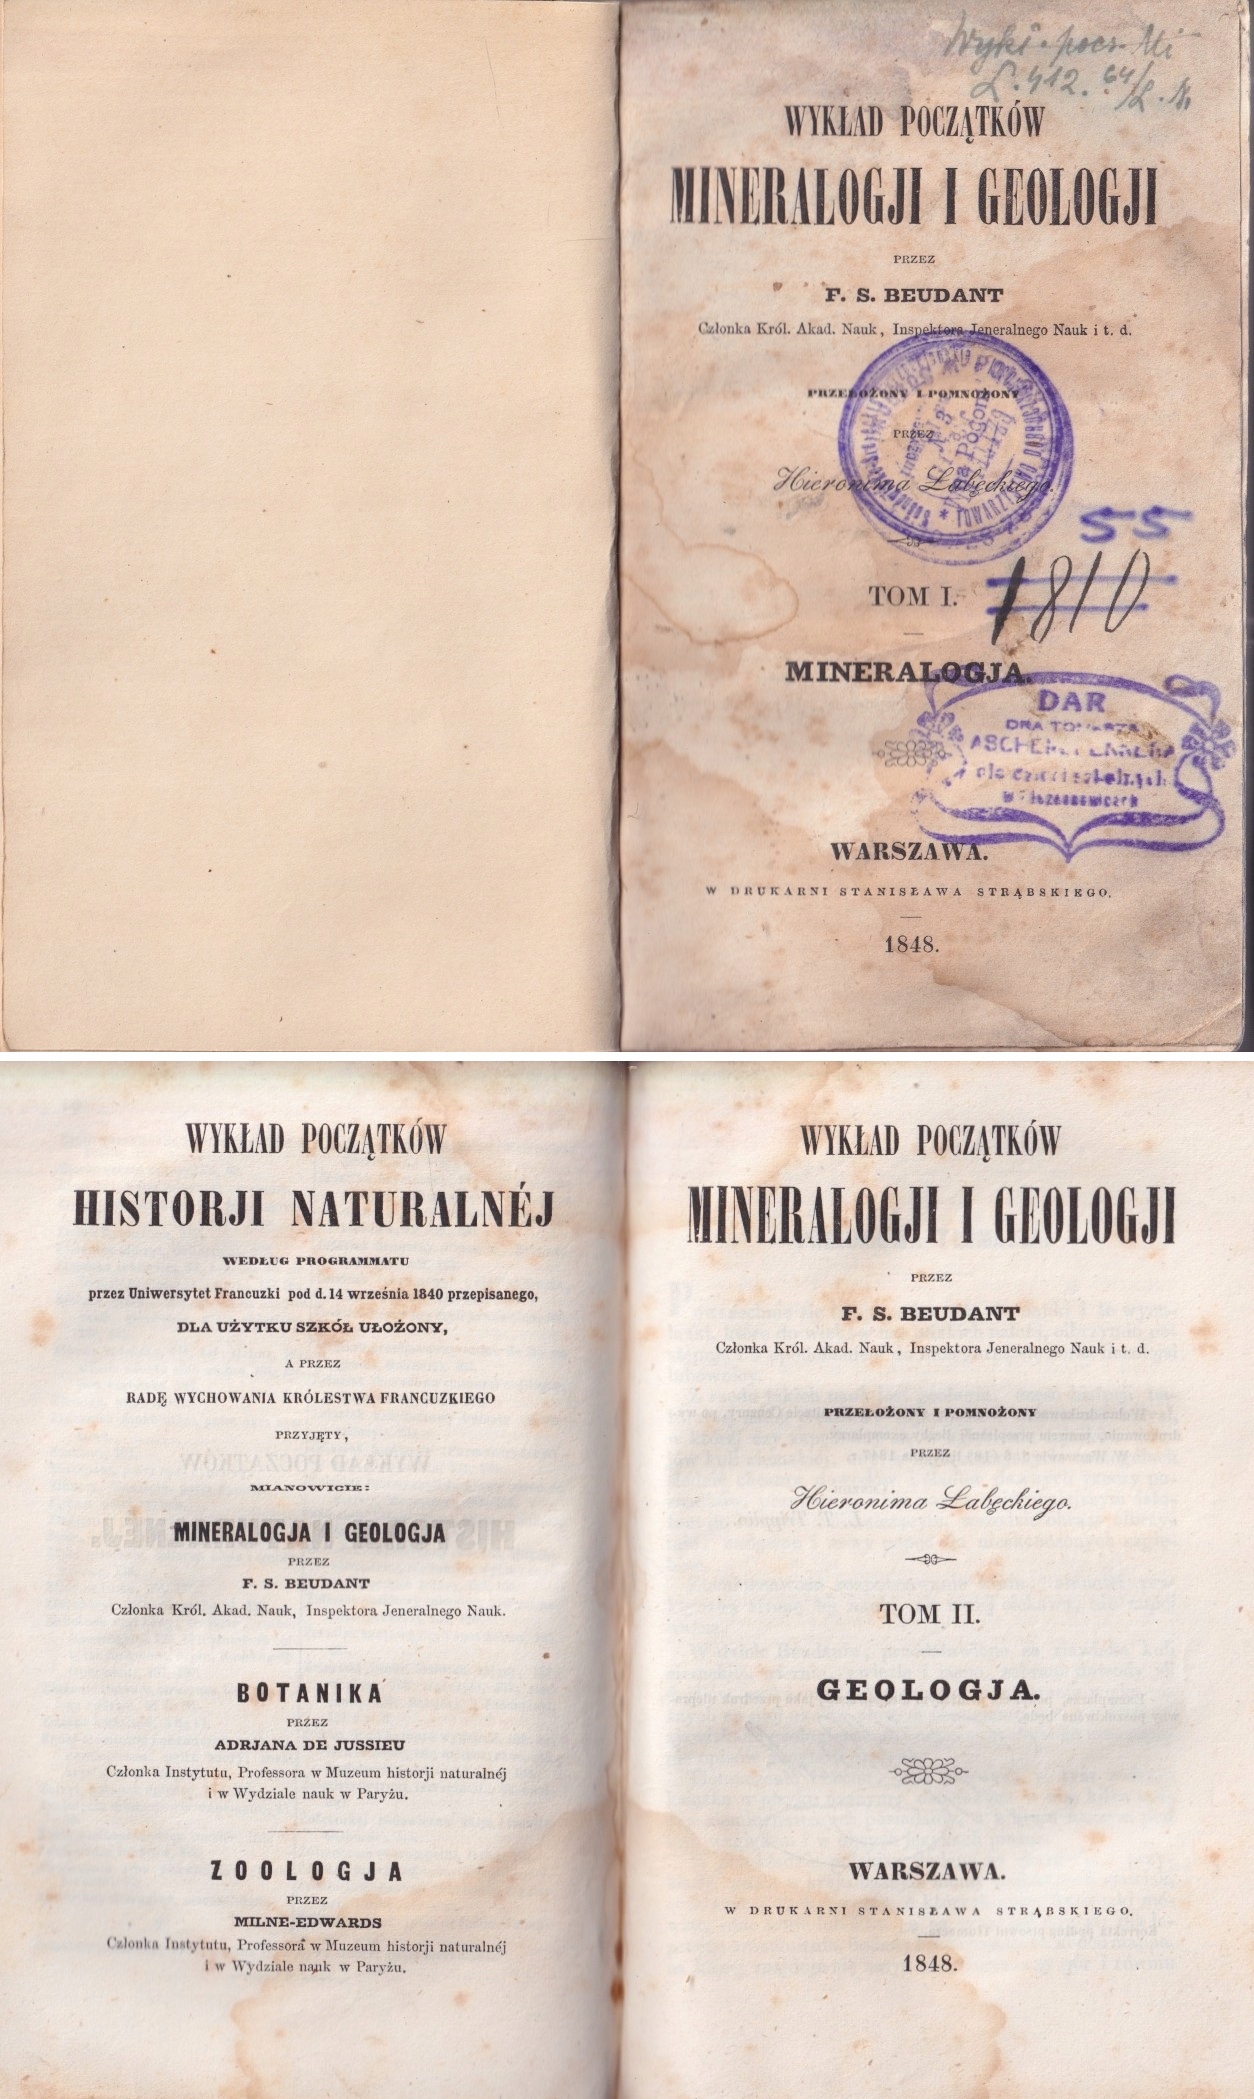 WYKŁAD POCZĄTKÓW
MINERALOGJI I GEOLOGJI
PRZEZ
F. S. BEUDANT
Członka Król. Akad. Nauk, Inspektora Jeneralnego Nauk i t. d.
PRZEŁOŻONY I POMNOŻONY
PRZEZ
Hieronima Łabęckiego.
55
TOM I.
1810
MINERALOGJA.
DAR
WARSZAWA.
W DRUKARNI STANISŁAWA STRĄBSKIEGO.
1848.
WYKŁAD POCZĄTKÓW
HISTORJI NATURALNÉJ
WEDŁUG PROGRAMMATU
przez Uniwersytet Francuzki pod d. 14 września 1840 przepisanego,
DLA UŻYTKU SZKÓŁ UŁOŻONY,
A PRZEZ
RADĘ WYCHOWANIA KRÓLESTWA FRANCUZKIEGO
PRZYJĘTY,
MIANOWICIE:
MINERALOGJA I GEOLOGJA
PRZEZ
F. S. BEUDANT
Członka Król. Akad. Nauk, Inspektora Jeneralnego Nauk.
BOTANIKA
PRZEZ
ADRJANA DE JUSSIEU
Członka Instytutu, Professora w Muzeum historji naturalnéj
i w Wydziale nauk w Paryżu.
ZOOLOGJA
PRZEZ
MILNE-EDWARDS
Członka Instytutu, Professora w Muzeum historji naturalnéj
i w Wydziale nauk w Paryżu.
WYKŁAD POCZĄTKÓW
MINERALOGJI I GEOLOGJI
PRZEZ
F. S. BEUDANT
Członka Król. Akad. Nauk, Inspektora Jeneralnego Nauk i t. d.
PRZEŁOŻONY I POMNOŻONY
PRZEZ
Hieronima Łabęckiego.
TOM II.
GEOLOGJA.
WARSZAWA.
W DRUKARNI STANISŁAWA STRĄBSKIEGO.
1848.